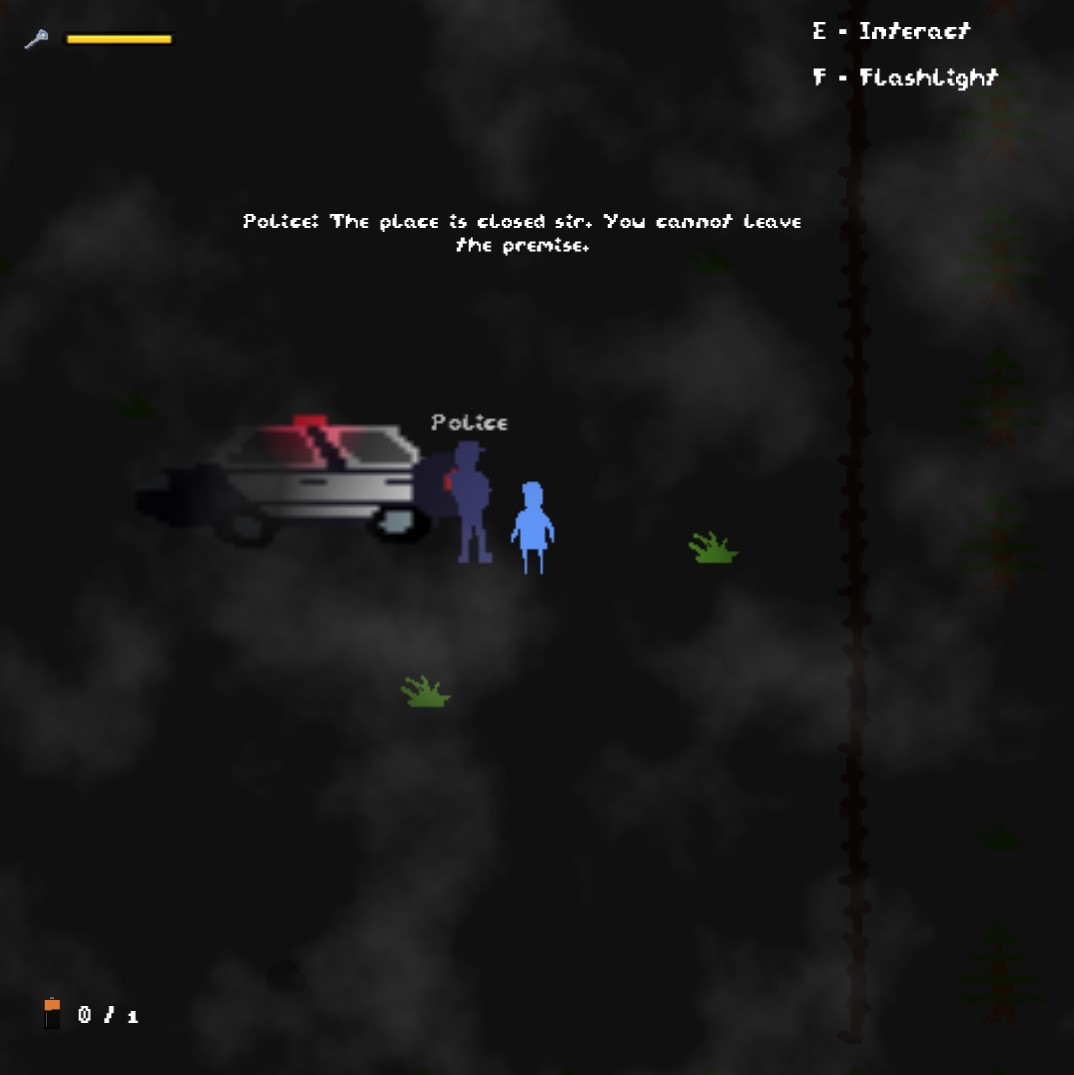 E - Interact
F - Flashlight
Police: The place is closed sir. You cannot leave
the premise.
Police
0 / 1